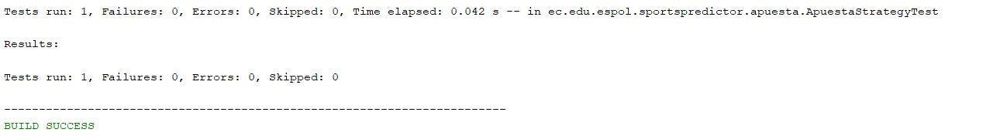 Tests run: 1, Failures: 0, Errors: 0, Skipped: 0, Time elapsed: 0.042 s -- in ec.edu.espol.sportspredictor.apuesta.ApuestaStrategyTest
Results:
Tests run: 1, Failures: 0, Errors: 0, Skipped: 0
------------------------------------------------------------------------
BUILD SUCCESS